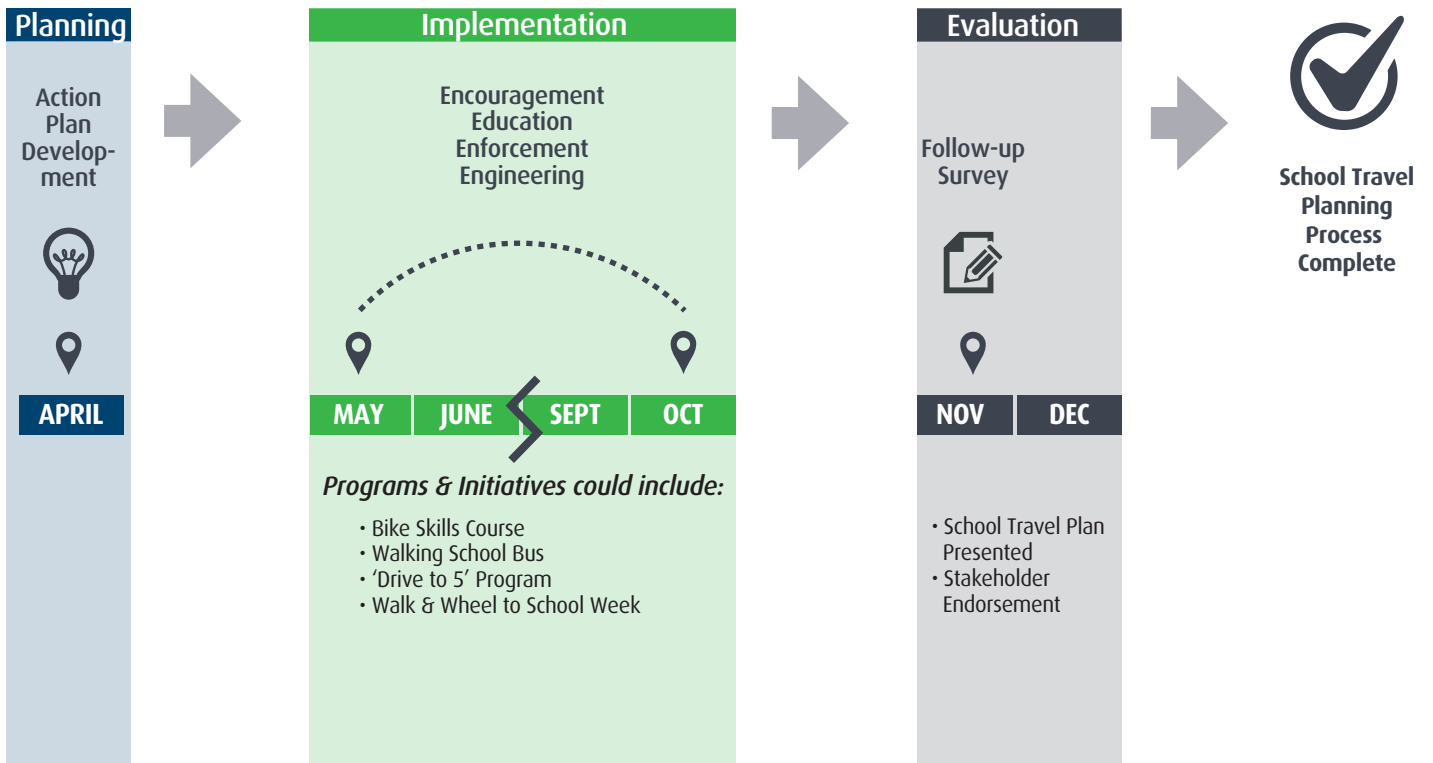 Planning
Action
Plan
Develop-
ment
APRIL
Implementation
Encouragement
Education
Enforcement
Engineering
MAY
JUNE
SEPT
OCT
Programs & Initiatives could include:
• Bike Skills Course
• Walking School Bus
• ‘Drive to 5’ Program
• Walk & Wheel to School Week
Evaluation
Follow-up
Survey
NOV
DEC
• School Travel Plan
Presented
• Stakeholder
Endorsement
School Travel
Planning
Process
Complete